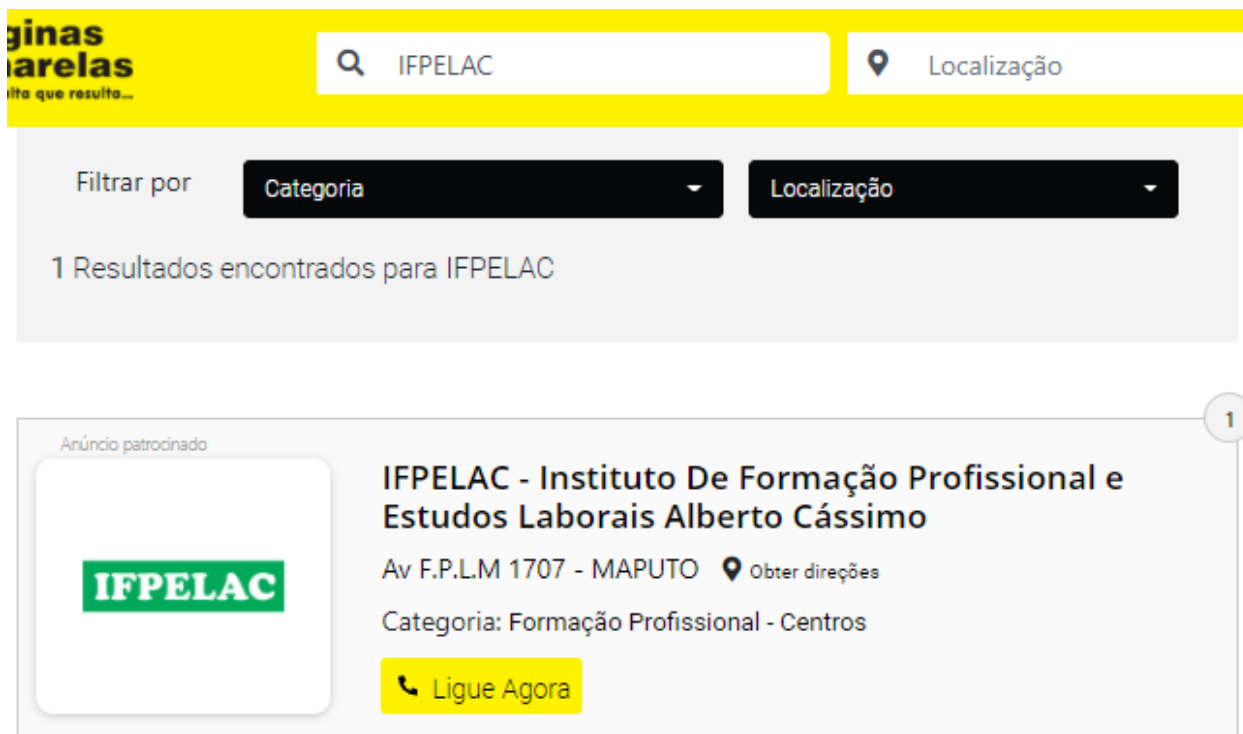 ginas
arelas
que resulta...
IFPELAC
Localização
Filtrar por
Categoria
Localização
1 Resultados encontrados para IFPELAC
1
Anúncio patrocinado
IFPELAC
IFPELAC - Instituto De Formação Profissional e
Estudos Laborais Alberto Cássimo
Av F.P.L.M 1707 - MAPUTO Obter direções
Categoria: Formação Profissional - Centros
Ligue Agora